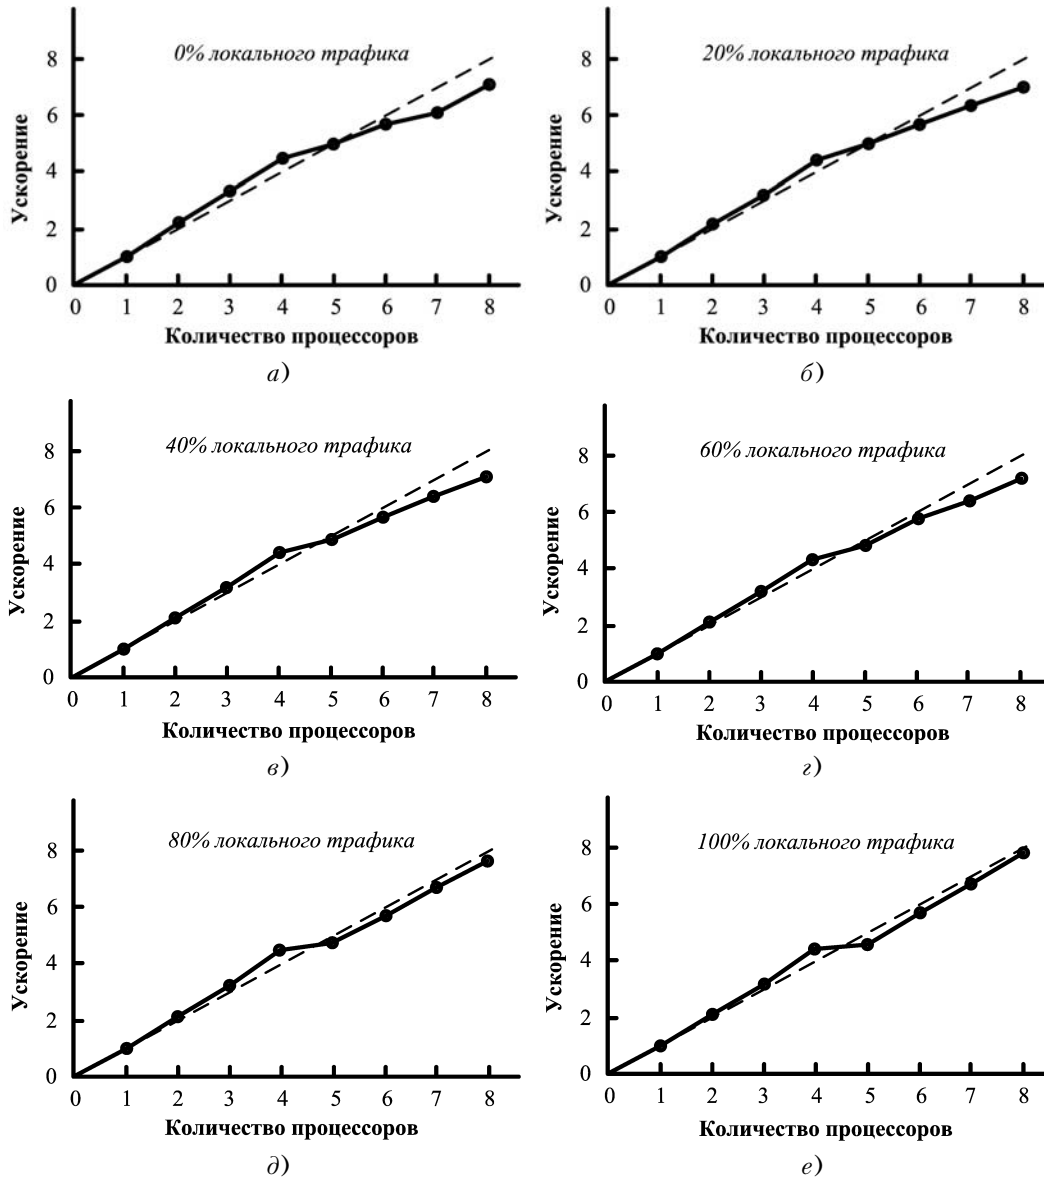 0% локального трафика
8
6
4
2
0
Ускорение
0 1 2 3 4 5 6 7 8
Количество процессоров
а)
20% локального трафика
8
6
4
2
0
Ускорение
0 1 2 3 4 5 6 7 8
Количество процессоров
б)
40% локального трафика
8
6
4
2
0
Ускорение
0 1 2 3 4 5 6 7 8
Количество процессоров
в)
60% локального трафика
8
6
4
2
0
Ускорение
0 1 2 3 4 5 6 7 8
Количество процессоров
г)
80% локального трафика
8
6
4
2
0
Ускорение
0 1 2 3 4 5 6 7 8
Количество процессоров
д)
100% локального трафика
8
6
4
2
0
Ускорение
0 1 2 3 4 5 6 7 8
Количество процессоров
е)